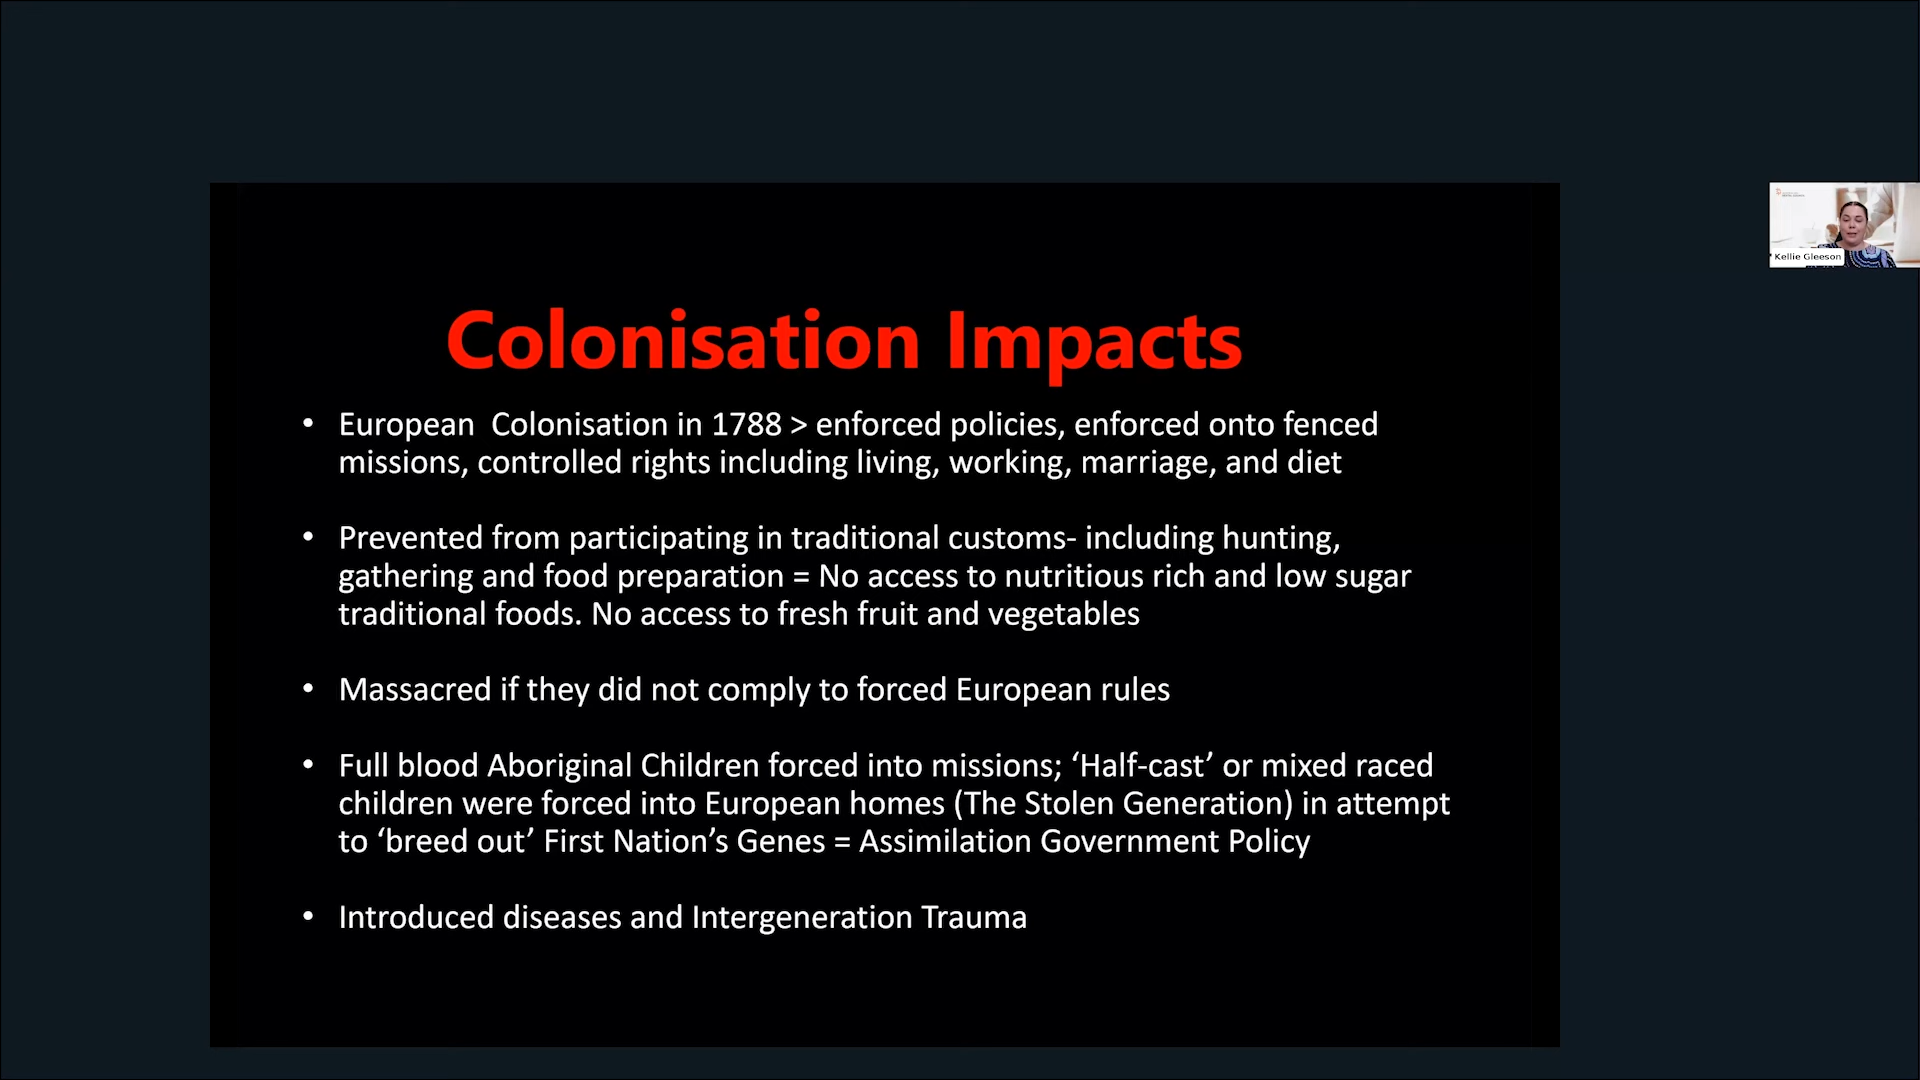 Colonisation Impacts
• European  Colonisation in 1788 > enforced policies, enforced onto fenced
missions, controlled rights including living, working, marriage, and diet
• Prevented from participating in traditional customs- including hunting,
gathering and food preparation = No access to nutritious rich and low sugar
traditional foods. No access to fresh fruit and vegetables
• Massacred if they did not comply to forced European rules
• Full blood Aboriginal Children forced into missions; ‘Half-cast’ or mixed raced
children were forced into European homes (The Stolen Generation) in attempt
to ‘breed out’ First Nation’s Genes = Assimilation Government Policy
• Introduced diseases and Intergeneration Trauma
Kellie Gleeson